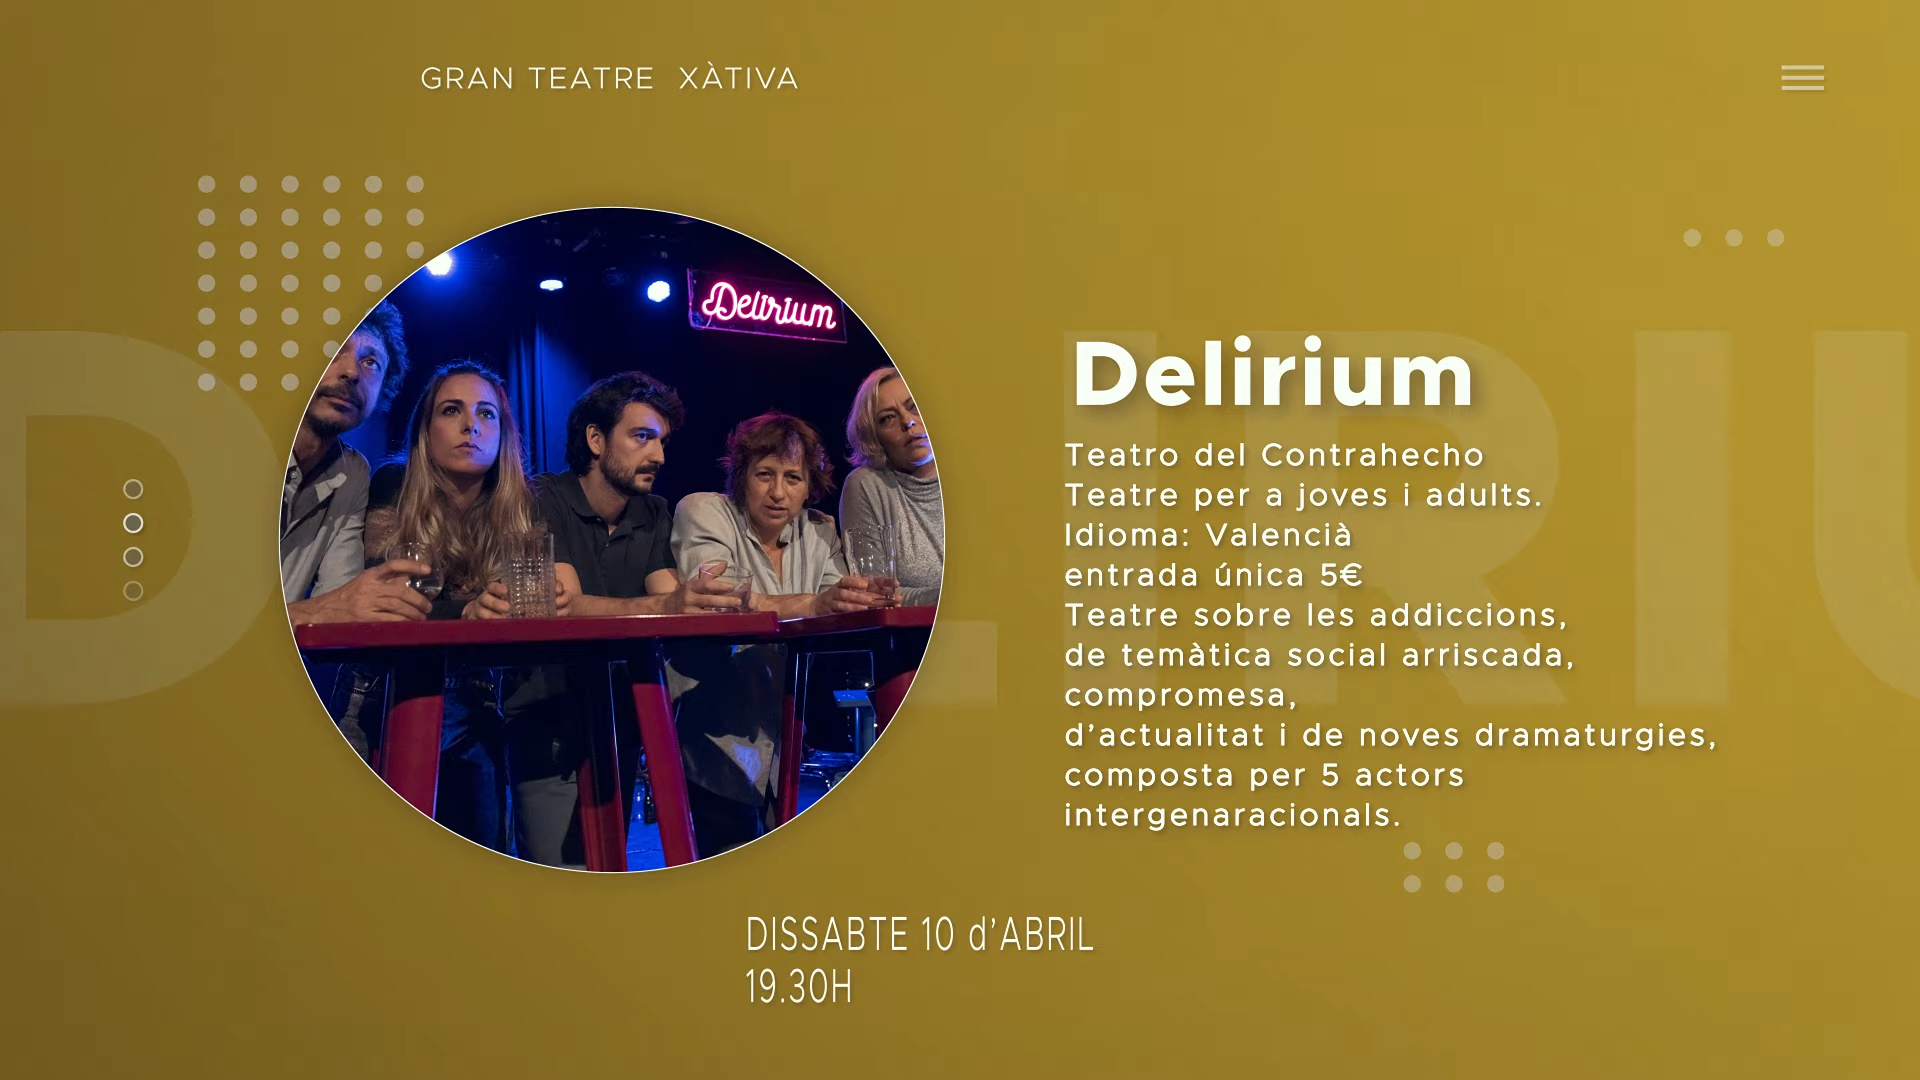 GRAN TEATRE XÀTIVA
Delirium
Delirium
Teatro del Contrahecho
Teatre per a joves i adults.
Idioma: Valencià
entrada única 5€
Teatre sobre les addiccions,
de temàtica social arriscada,
compromesa,
d’actualitat i de noves dramaturgies,
composta per 5 actors
intergenaracionals.
DISSABTE 10 d’ABRIL
19.30H